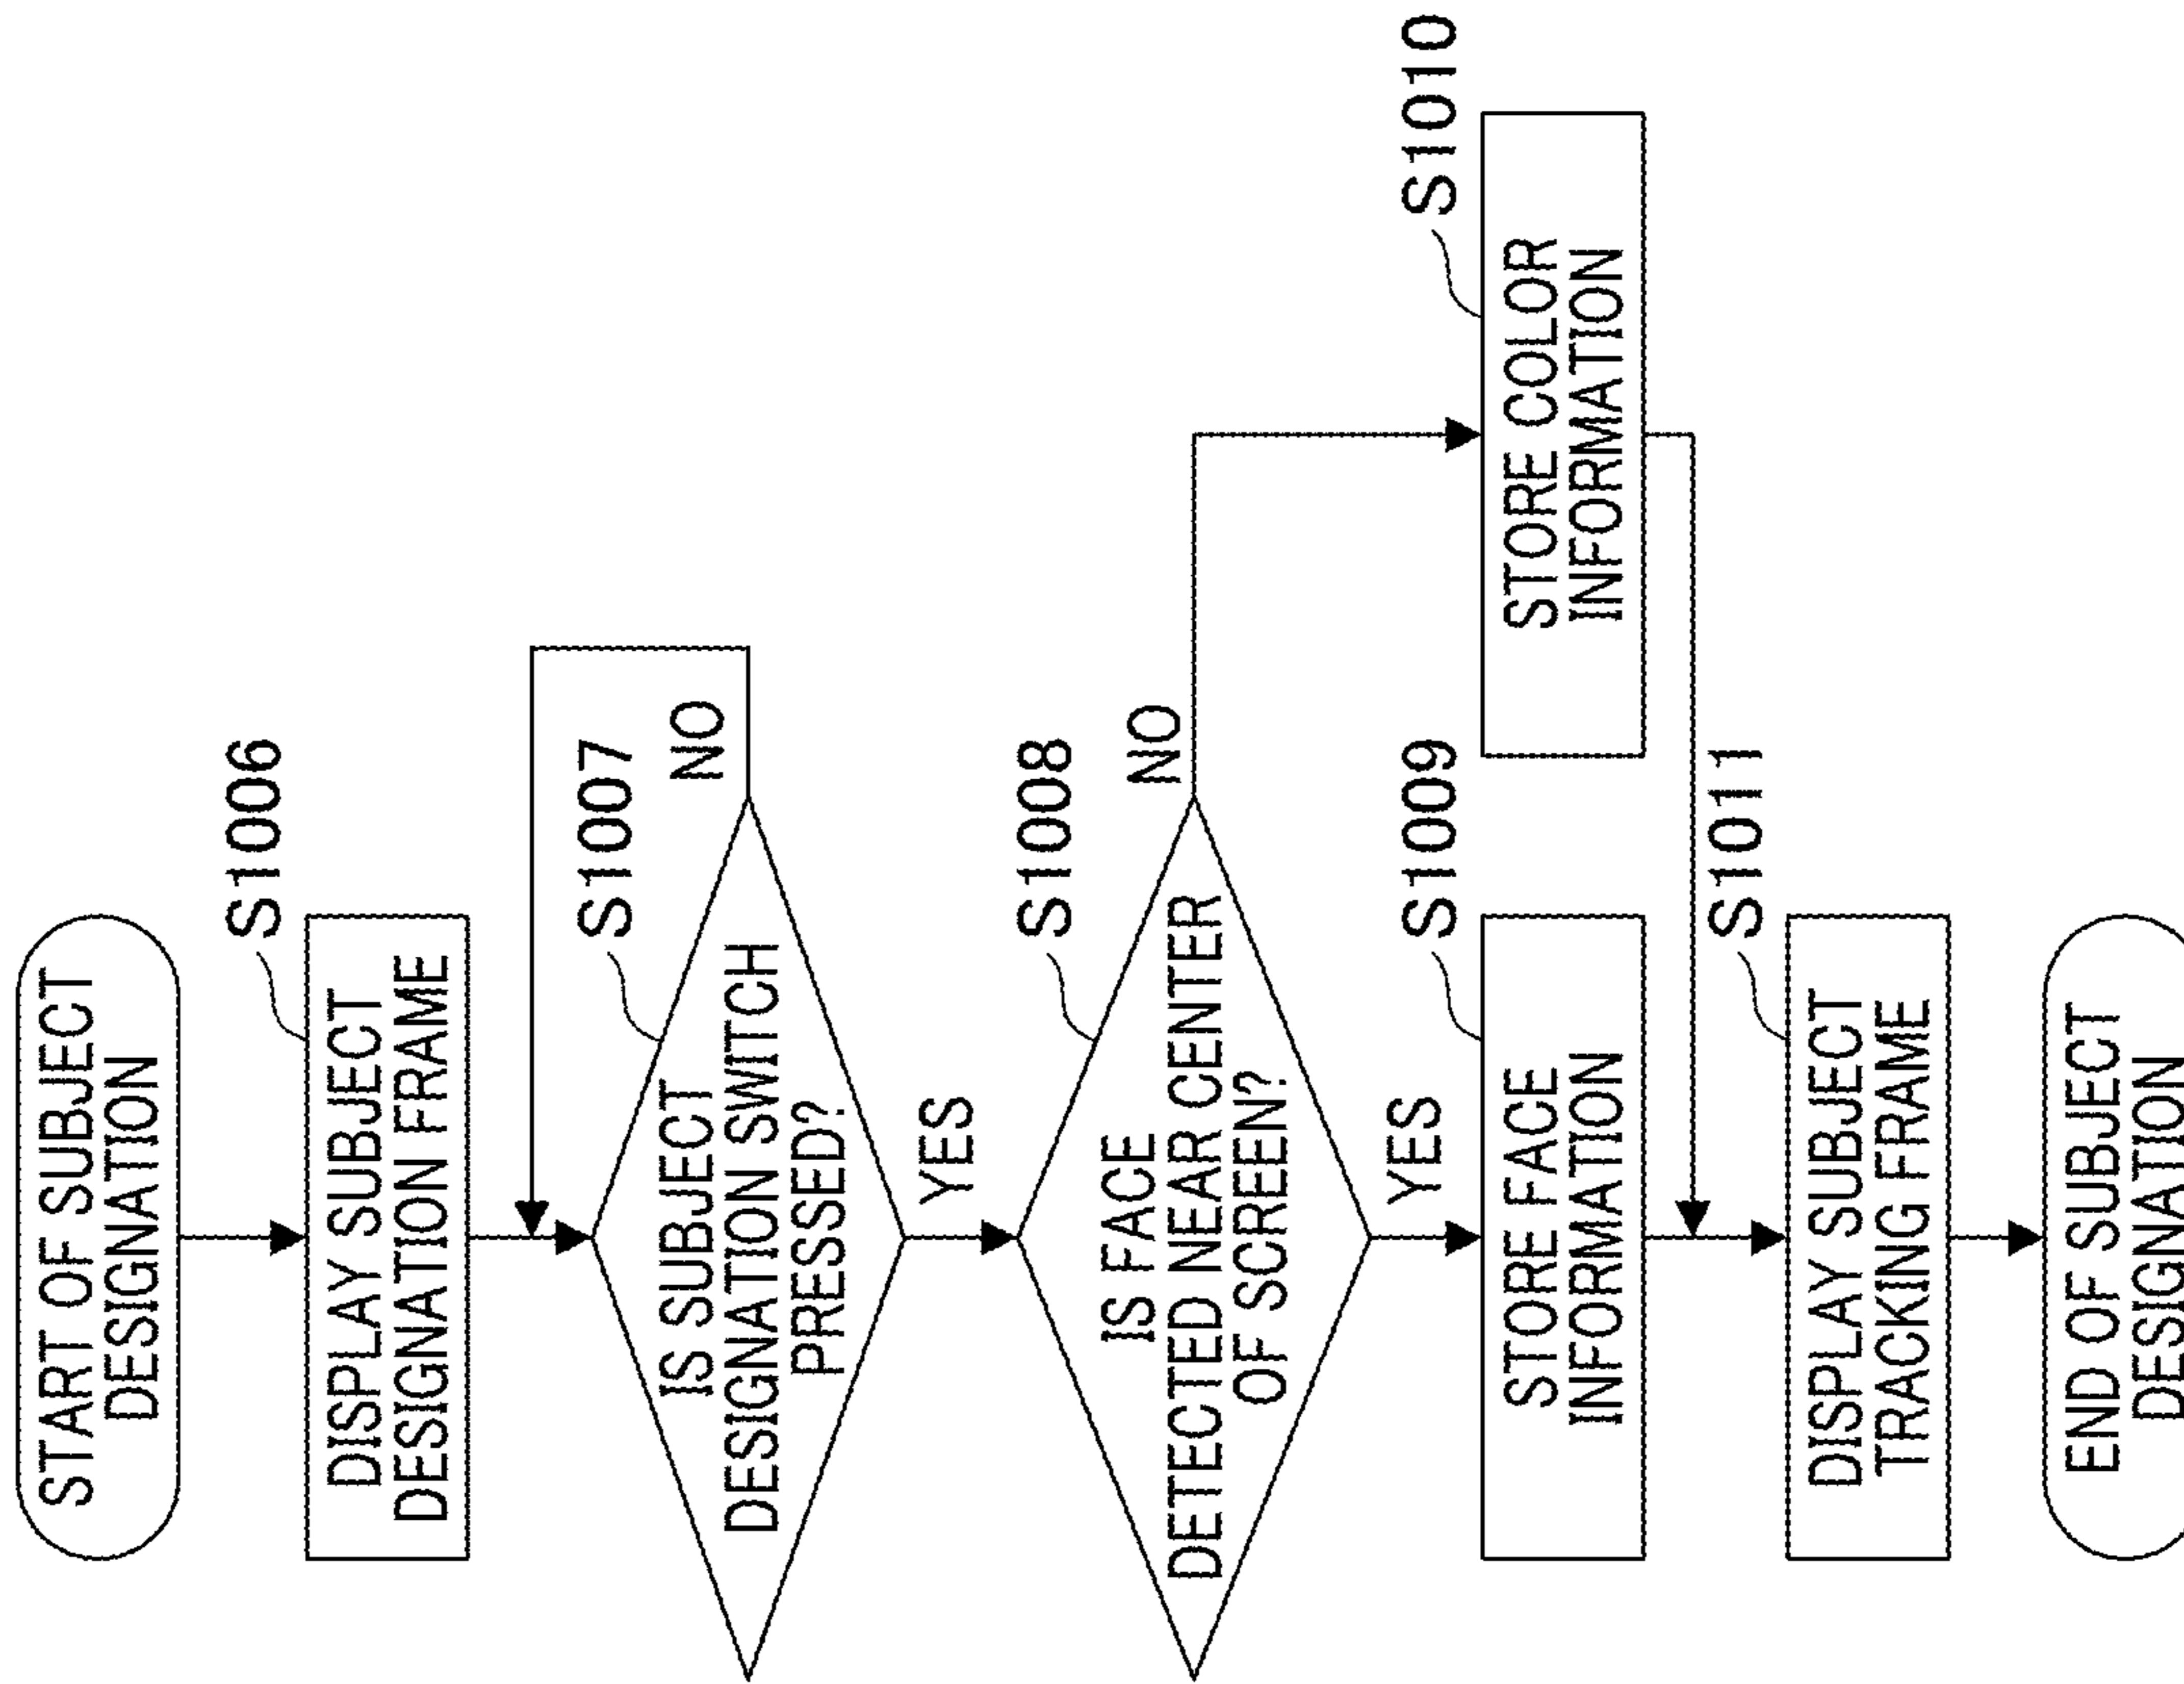 START OF SUBJECT
DESIGNATION
S1006
DISPLAY SUBJECT
DESIGNATION FRAME
S1007
IS SUBJECT
DESIGNATION SWITCH
PRESSED?
NO
YES
S1008
IS FACE
DETECTED NEAR CENTER
OF SCREEN?
NO
YES
S1009
STORE FACE
INFORMATION
S1010
STORE COLOR
INFORMATION
S1011
DISPLAY SUBJECT
TRACKING FRAME
END OF SUBJECT
DESIGNATION